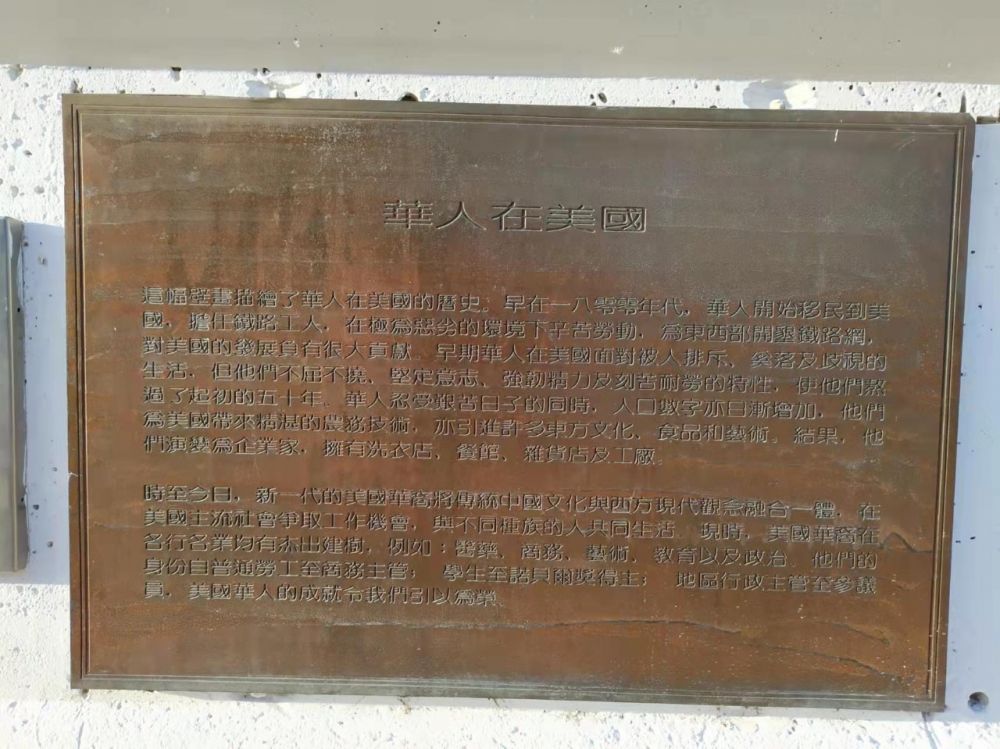 華人在美國
這幅壁畫描繪了華人在美國的曆史。早在一八零零年代，華人開始移民到美
國，擔任鐵路工人，在極為惡劣的環境下辛苦勞動，為東西部開墾鐵路網，
對美國的發展負有很大貢獻。早期華人在美國面對被人排斥、奚落及歧視的
生活，但他們不屈不撓、堅定意志、強韌精力及刻苦耐勞的特性，使他們熬
過了起初的五十年。華人忍受艱苦日子的同時，人口數字亦日漸增加，他們
為美國帶來精湛的農務技術，亦引進許多東方文化、食品和藝術。結果，他
們演變為企業家，擁有洗衣店、餐館、雜貨店及工廠。
時至今日，新一代的美國華裔將傳統中國文化與西方現代觀念融合一體，在
美國主流社會爭取工作機會，與不同種族的人共同生活。現時，美國華裔在
各行各業均有杰出建樹，例如：醫藥、商務、藝術、教育以及政治。他們的
身份自普通勞工至商務主管； 學生至諾貝爾獎得主； 地區行政主管至參議
員，美國華人的成就令我們引以為榮。